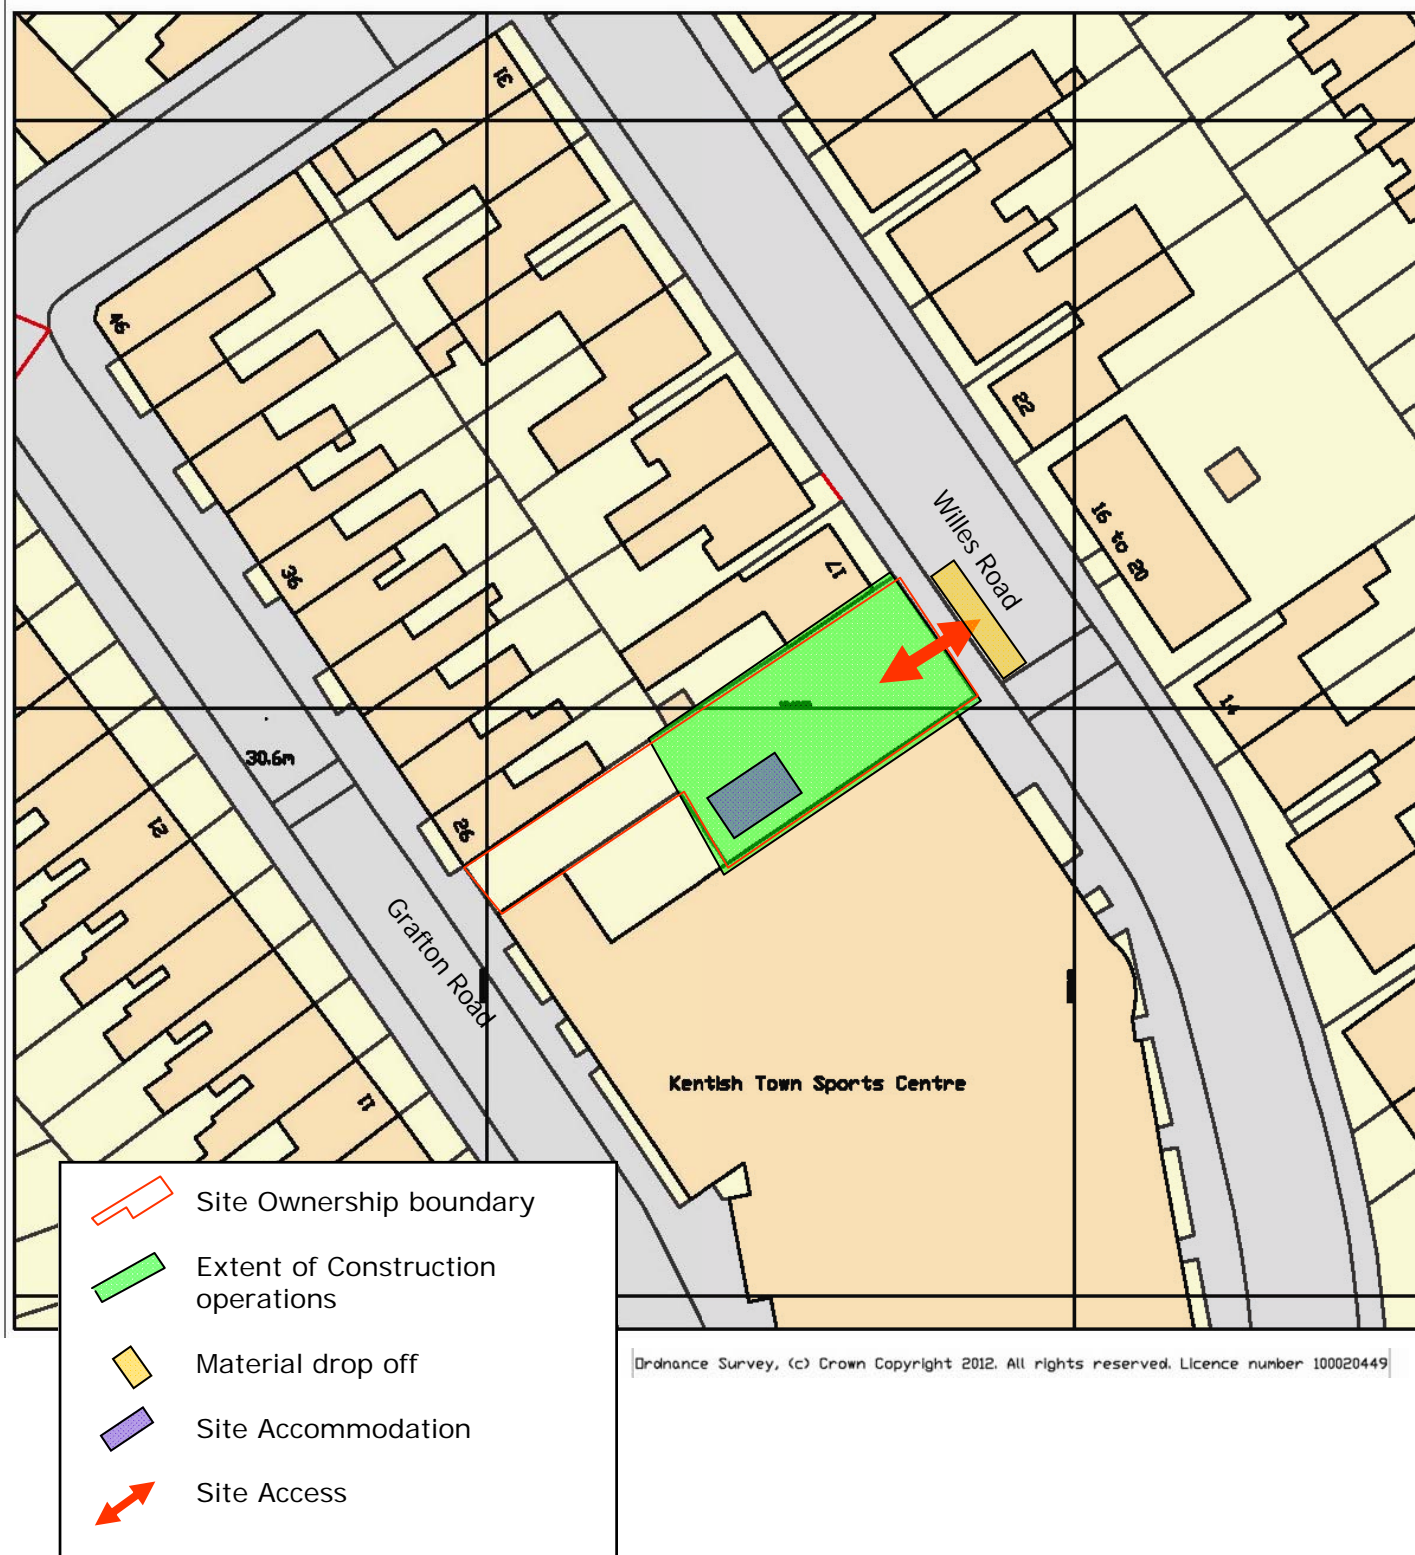 31
46
22
16 to 20
Willes Road
36
17
14
30.6m
21
26
Grafton Road
Kentish Town Sports Centre
11
Site Ownership boundary
Extent of Construction
operations
Material drop off
Site Accommodation
Site Access
Ordnance Survey, (c) Crown Copyright 2012. All rights reserved. Licence number 100020449